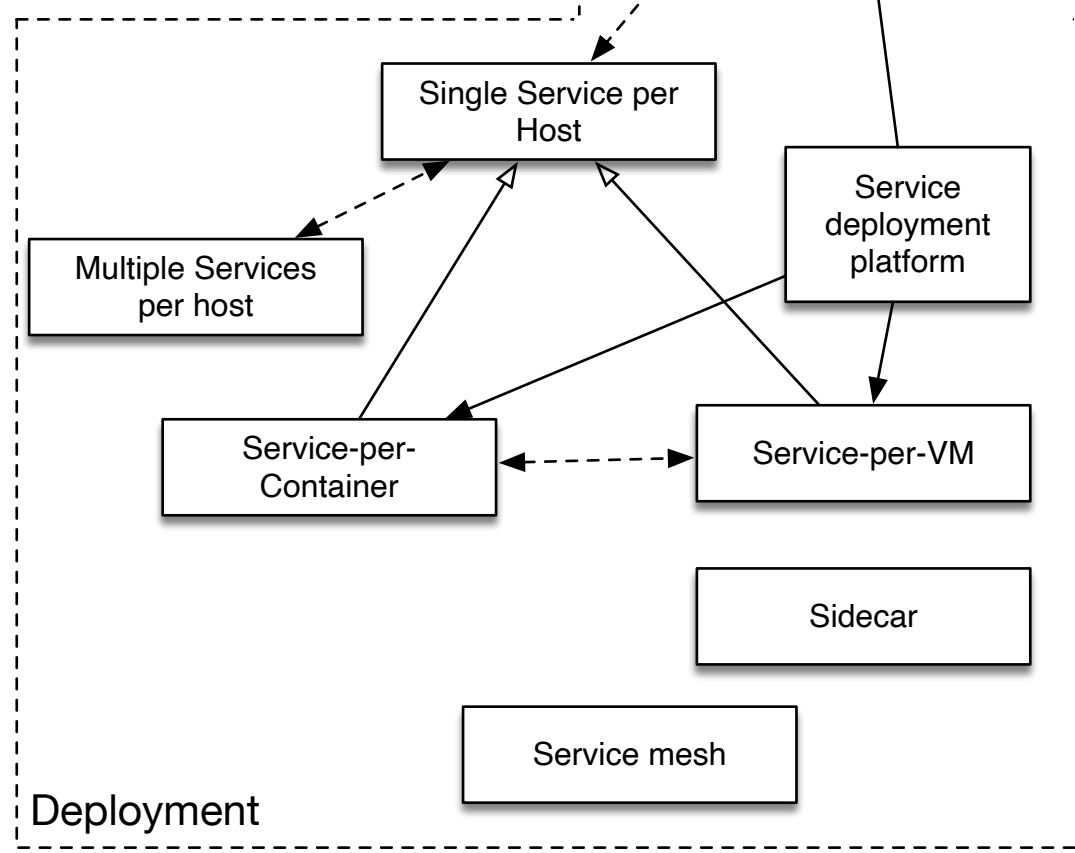 Single Service per
Host
Service
deployment
platform
Multiple Services
per host
Service-per-
Container
Service-per-VM
Sidecar
Service mesh
Deployment